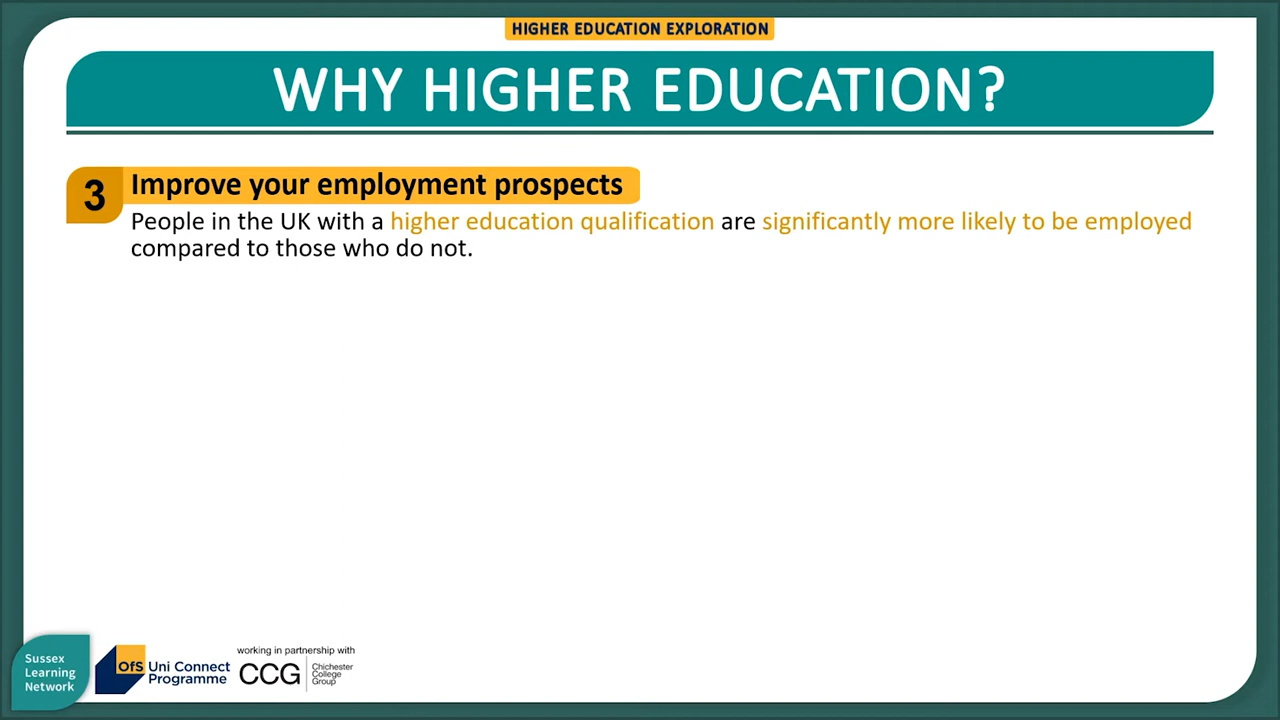 HIGHER EDUCATION EXPLORATION
WHY HIGHER EDUCATION?
3
Improve your employment prospects
People in the UK with a higher education qualification are significantly more likely to be employed
compared to those who do not.
Sussex
Learning
Network
OfS
Uni Connect
Programme
working in partnership with
CCG
Chichester
College
Group